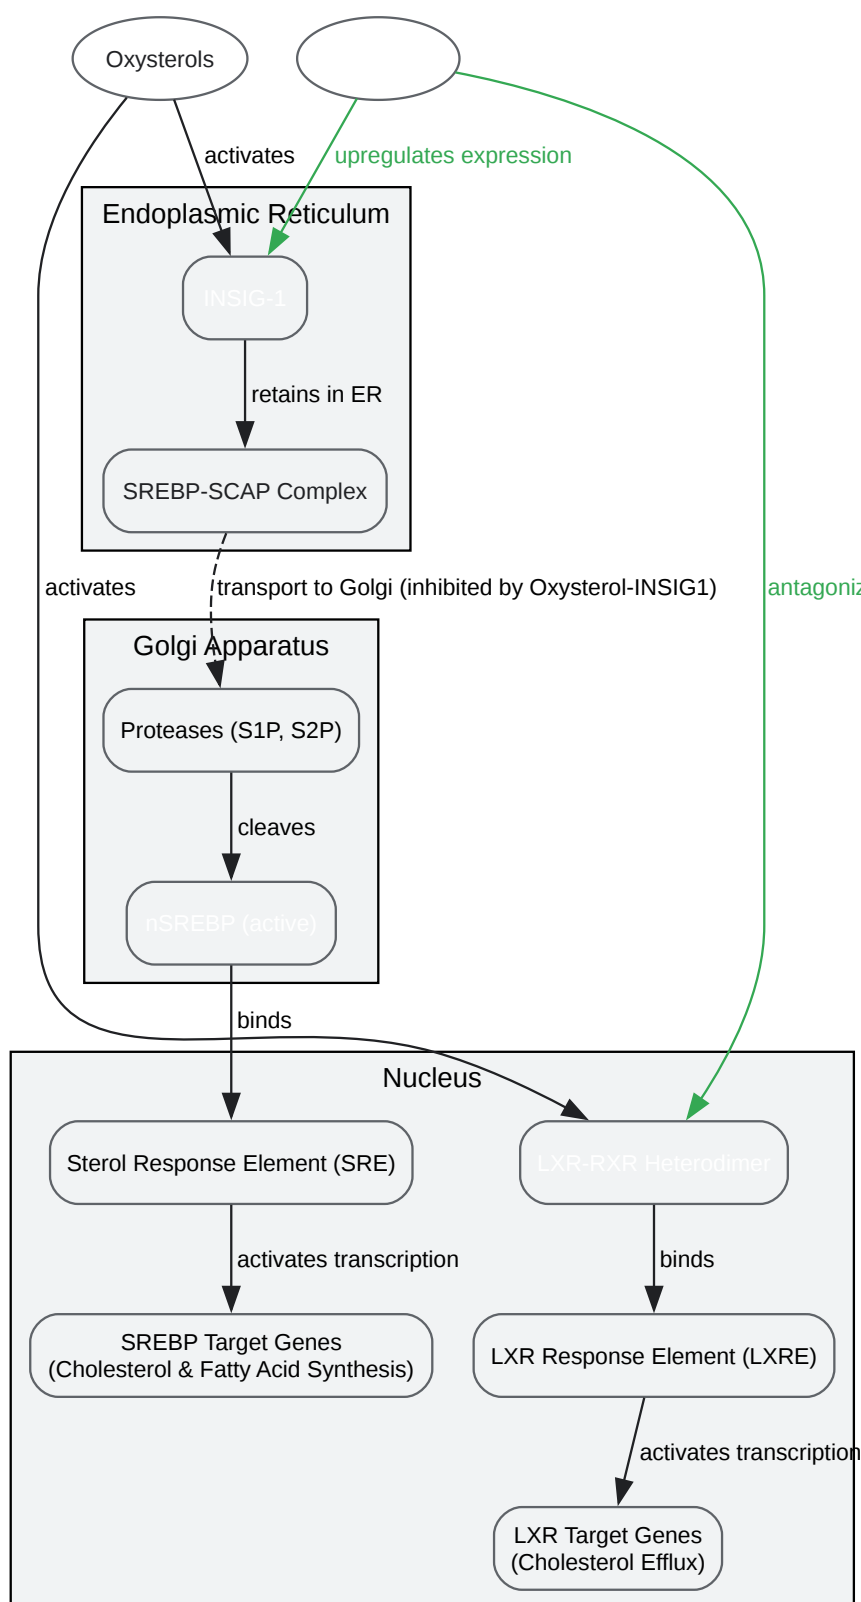 Oxysterols
activates
upregulates expression
Endoplasmic Reticulum
INSIG-1
retains in ER
SREBP-SCAP Complex
activates
transport to Golgi (inhibited by Oxysterol-INSIG1)
antagoniz
Golgi Apparatus
Proteases (S1P, S2P)
cleaves
nSREBP (active)
binds
Nucleus
Sterol Response Element (SRE)
LXR-RXR Heterodimer
activates transcription
binds
SREBP Target Genes
(Cholesterol & Fatty Acid Synthesis)
LXR Response Element (LXRE)
activates transcription
LXR Target Genes
(Cholesterol Efflux)